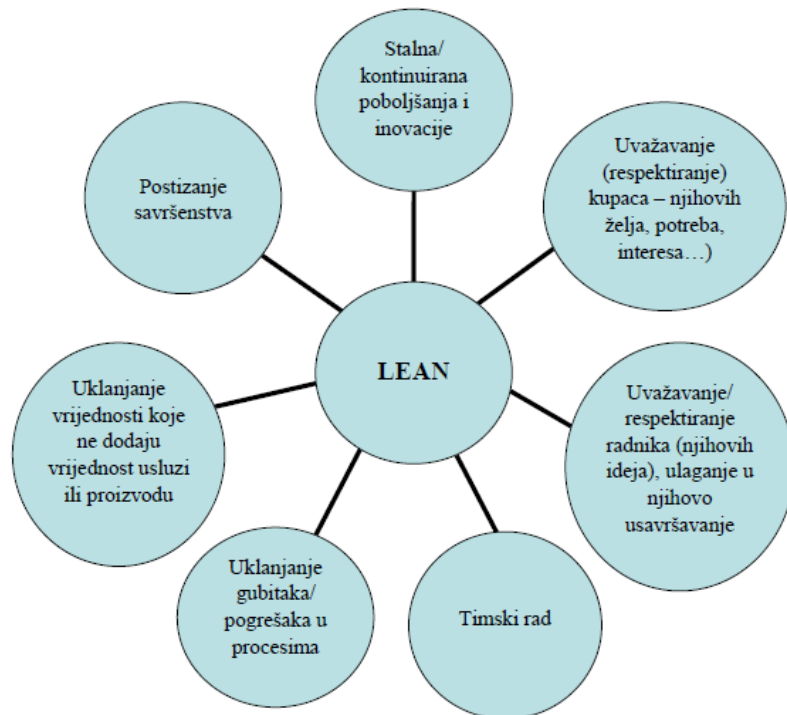 Stalna/
kontinuirana
poboljšanja i
inovacije
Uvažavanje
(respektiranje)
kupaca – njihovih
želja, potreba,
interesa…)
Postizanje
savršenstva
LEAN
Uklanjanje
vrijednosti koje
ne dodaju
vrijednost usluzi
ili proizvodu
Uvažavanje/
respektiranje
radnika (njihovih
ideja), ulaganje u
njihovo
usavršavanje
Uklanjanje
gubitaka/
pogrešaka u
procesima
Timski rad